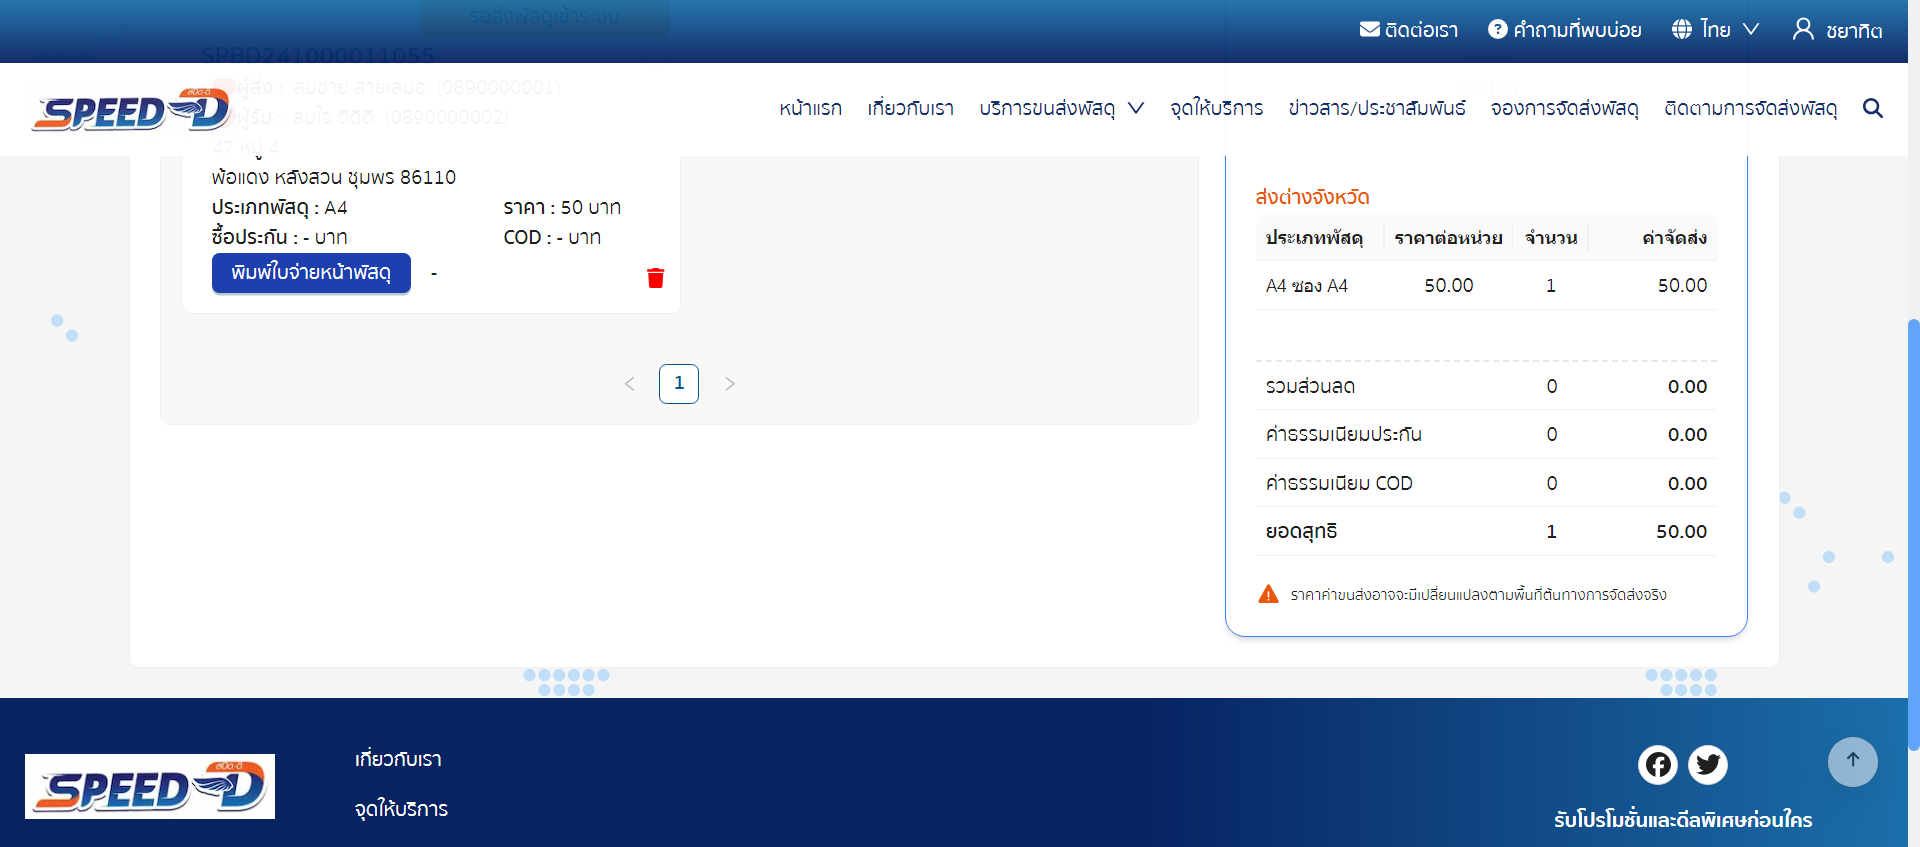 ติดต่อเรา
คำถามที่พบบ่อย
ไทย
ชยาทิต
สปีด-ดี
SPEED-D
หน้าแรก
เกี่ยวกับเรา
บริการขนส่งพัสดุ
จุดให้บริการ
ข่าวสาร/ประชาสัมพันธ์
จองการจัดส่งพัสดุ
ติดตามการจัดส่งพัสดุ
รอส่งพัสดุเข้าระบบ
SPBD241000011055
ผู้ส่ง : สมชาย สายเสมอ (0890000001)
ผู้รับ : สมใจ ดีดีดี (0890000002)
47 หมู่ 4
พ้อแดง หลังสวน ชุมพร 86110
ประเภทพัสดุ : A4
ราคา : 50 บาท
ซื้อประกัน : - บาท
COD : - บาท
พิมพ์ใบจ่ายหน้าพัสดุ
-
1
No data
ส่งต่างจังหวัด
ประเภทพัสดุ ราคาต่อหน่วย จำนวน ค่าจัดส่ง
A4 ซอง A4 50.00 1 50.00
รวมส่วนลด 0 0.00
ค่าธรรมเนียมประกัน 0 0.00
ค่าธรรมเนียม COD 0 0.00
ยอดสุทธิ 1 50.00
ราคาค่าขนส่งอาจจะมีเปลี่ยนแปลงตามพื้นที่ต้นทางการจัดส่งจริง
สปีด-ดี
SPEED-D
เกี่ยวกับเรา
จุดให้บริการ
รับโปรโมชั่นและดีลพิเศษก่อนใคร